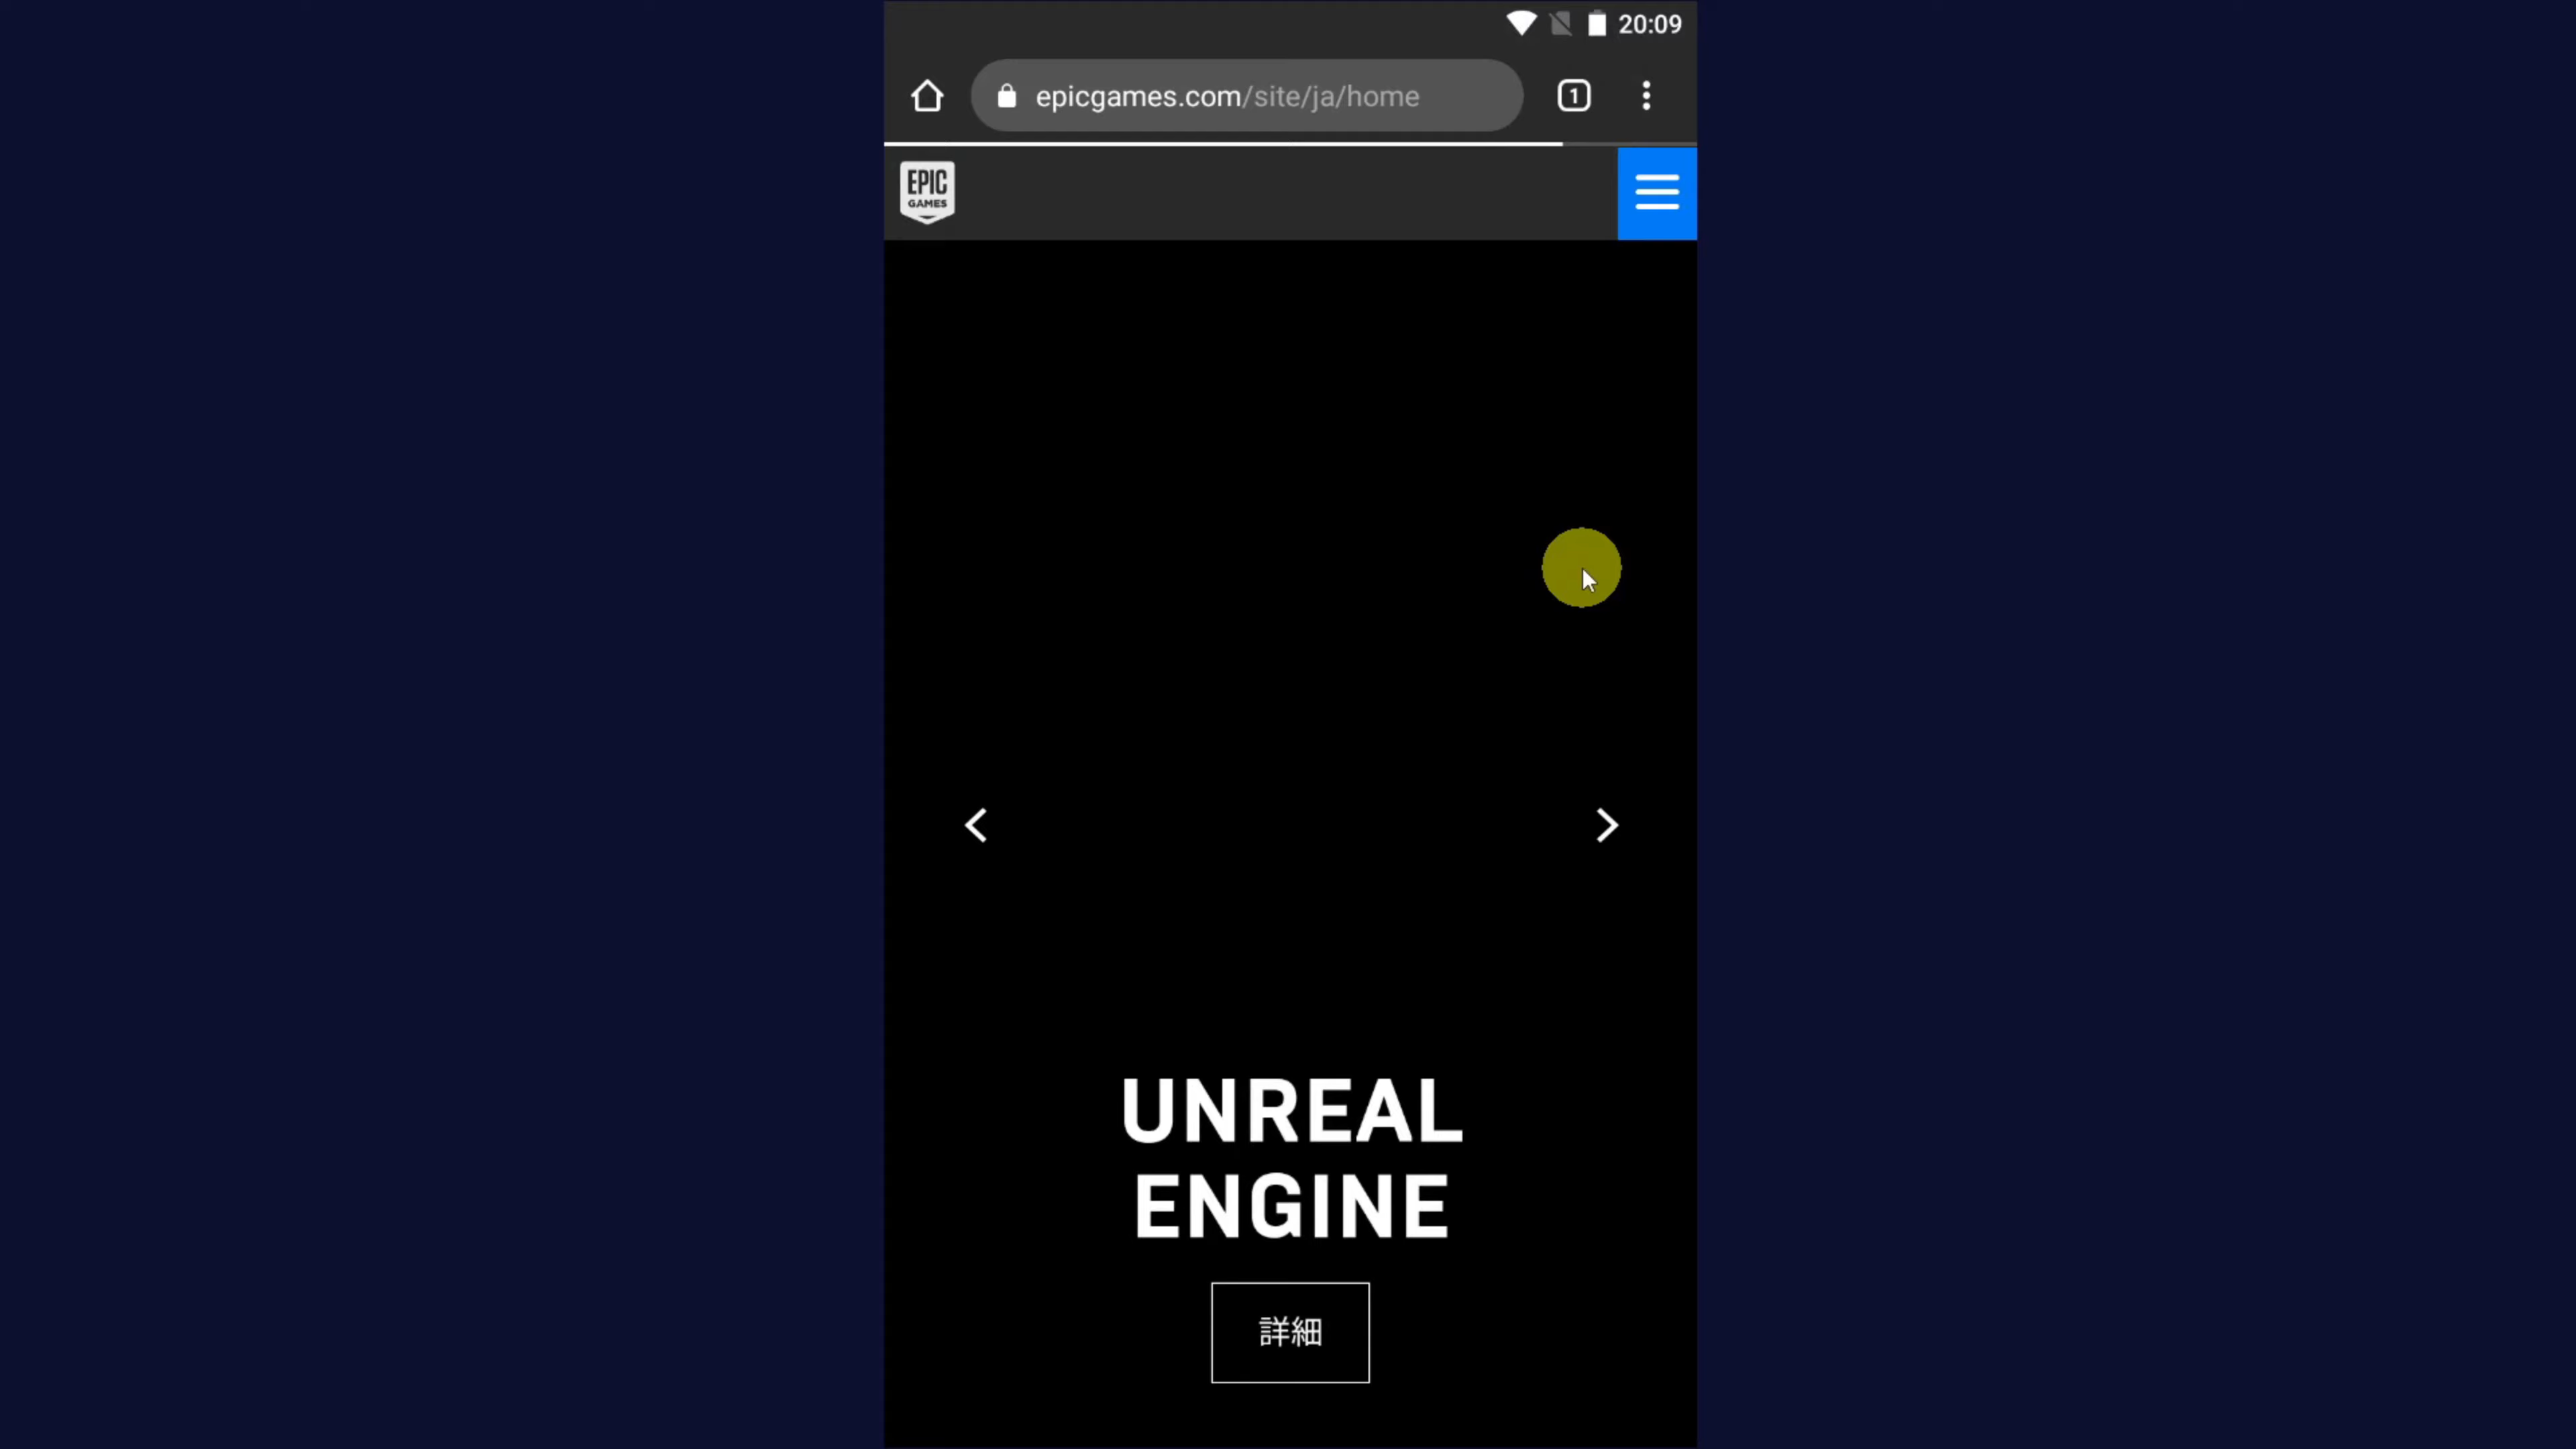 20:09
epicgames.com/site/ja/home
1
EPIC
GAMES
UNREAL
ENGINE
詳細